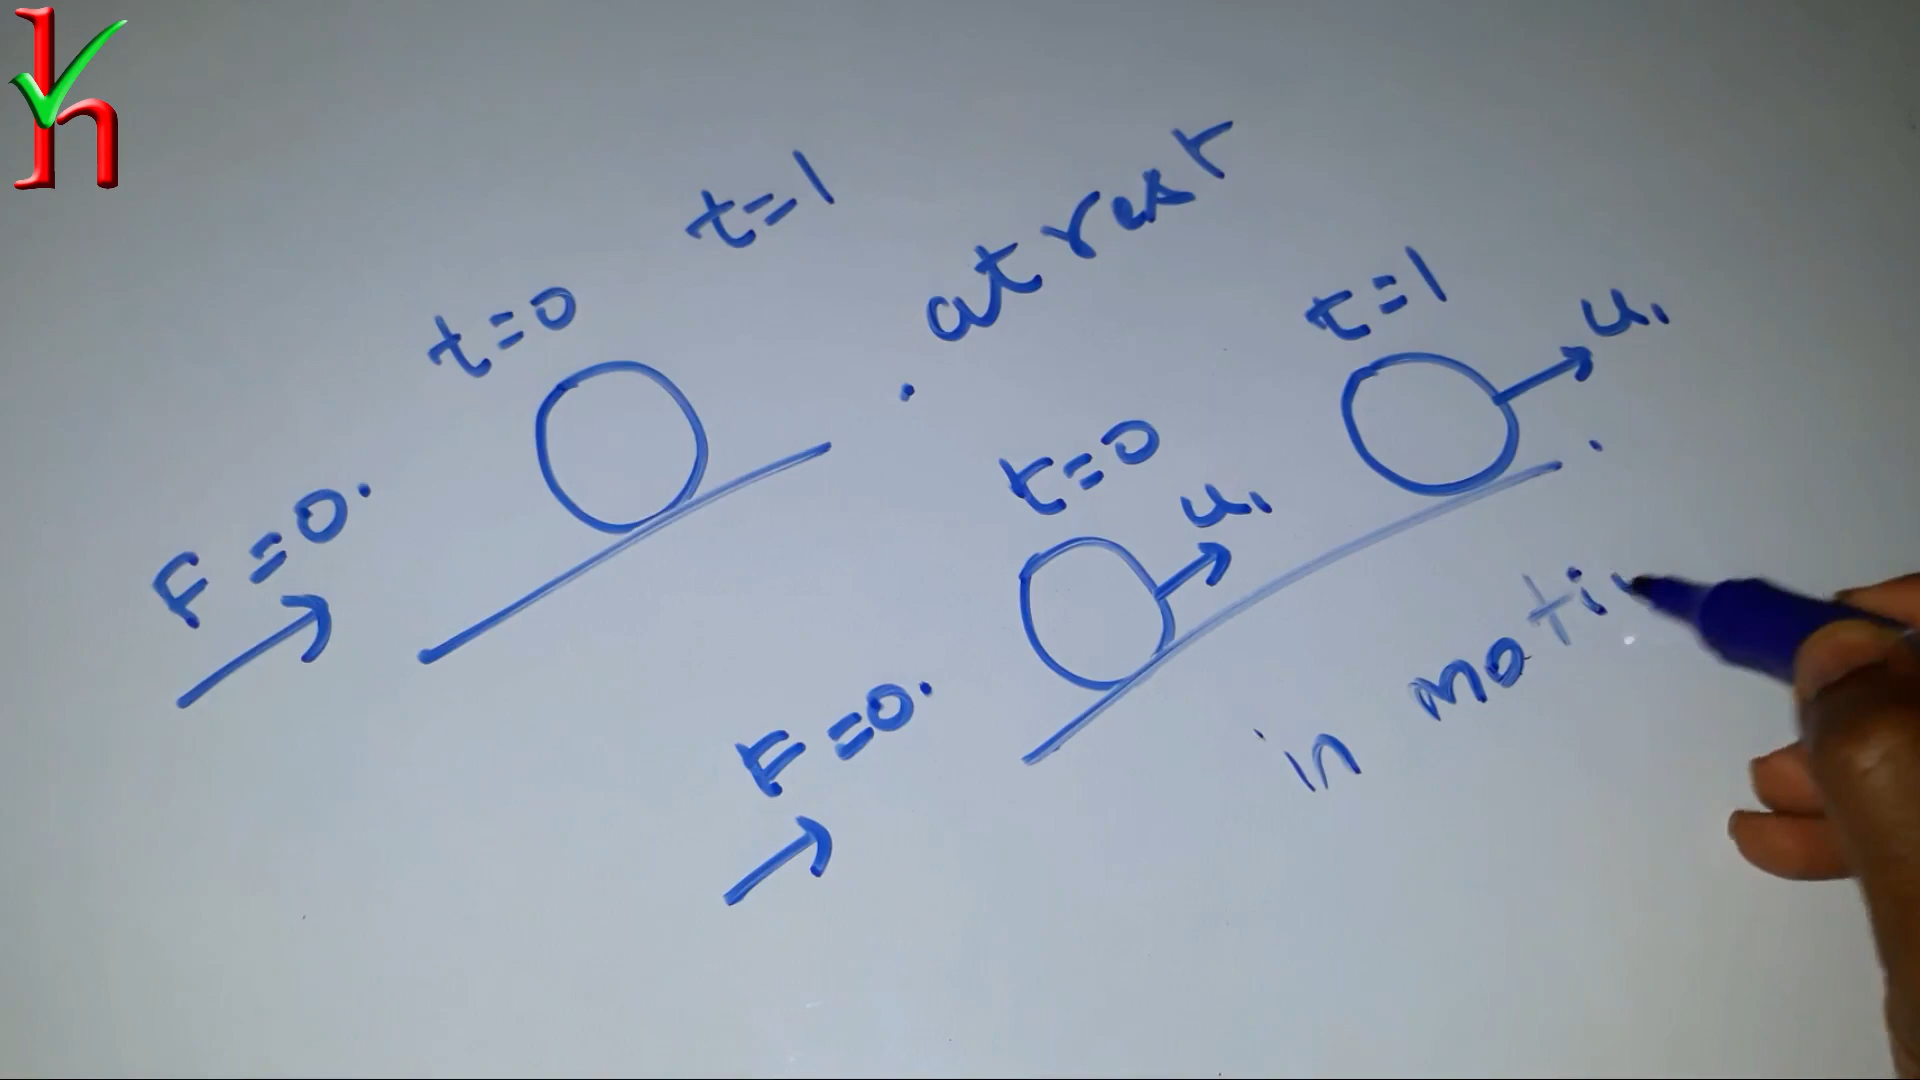 t=0
t=1
F=0.
at rest
t=0
u₁
t=1
u₁
F=0.
in moti